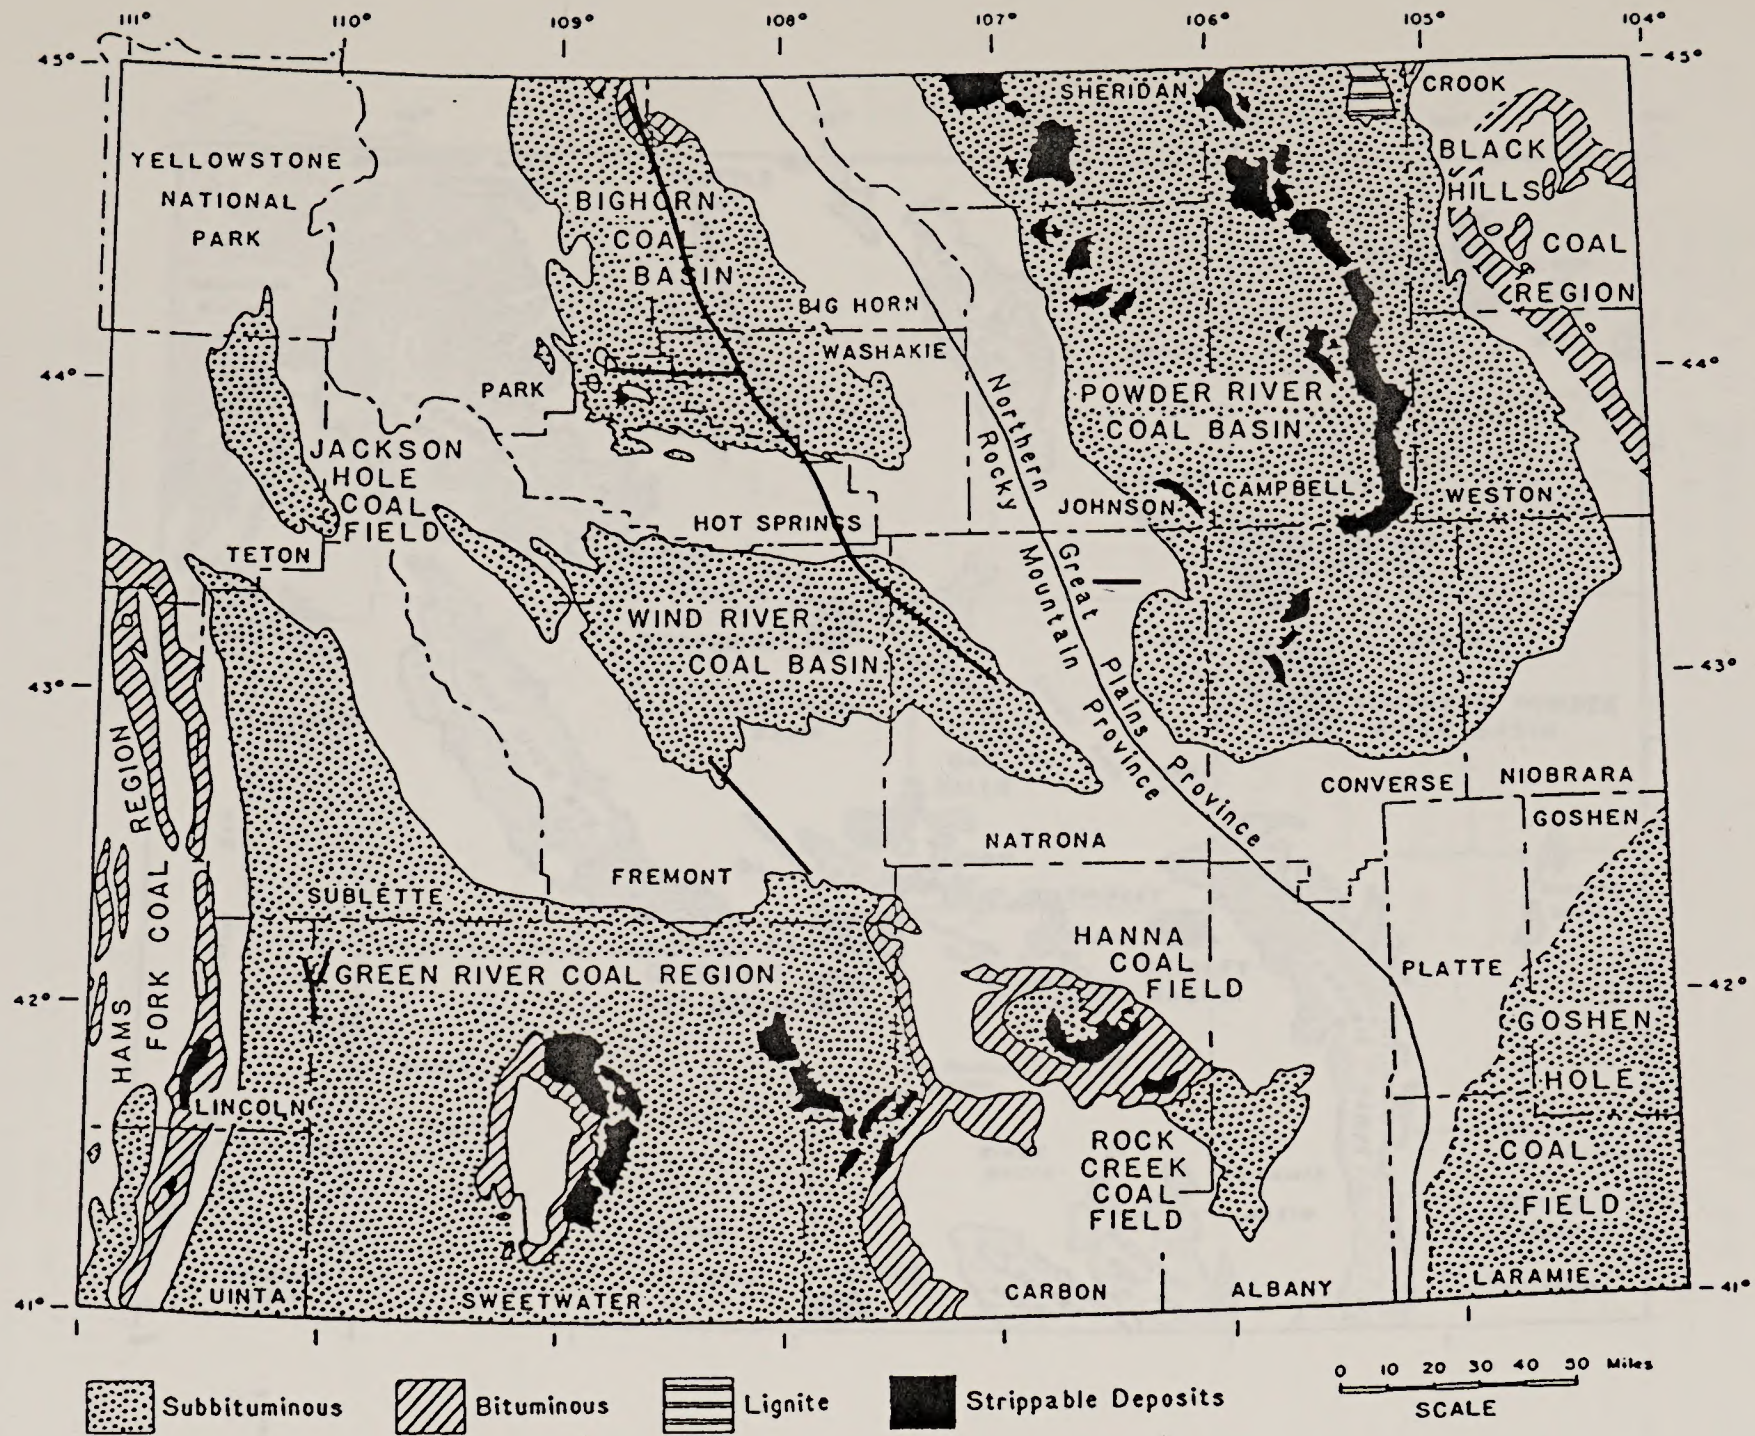 111° 110° 109° 108° 107° 106° 105° 104°
45° 45°
SHERIDAN
CROOK
YELLOWSTONE
NATIONAL
PARK
BLACK
HILLS
COAL
REGION
BIGHORN
COAL
BASIN
BIG HORN
WASHAKIE
44° 44°
PARK
POWDER RIVER
COAL BASIN
JACKSON
HOLE
COAL
FIELD
Northern
Rocky
Mountain
Province
Great
Plains
Province
JOHNSON
CAMPBELL
WESTON
HOT SPRINGS
TETON
WIND RIVER
COAL BASIN
43° 43°
HAMS
FORK COAL
REGION
CONVERSE
NIOBRARA
GOSHEN
NATRONA
FREMONT
SUBLETTE
HANNA
COAL
FIELD
GREEN RIVER COAL REGION
PLATTE
42° 42°
GOSHEN
HOLE
COAL
FIELD
LINCOLN
ROCK
CREEK
COAL
FIELD
UINTA
SWEETWATER
CARBON
ALBANY
LARAMIE
41° 41°
Subbituminous
Bituminous
Lignite
Strippable Deposits
0 10 20 30 40 50 Miles
SCALE